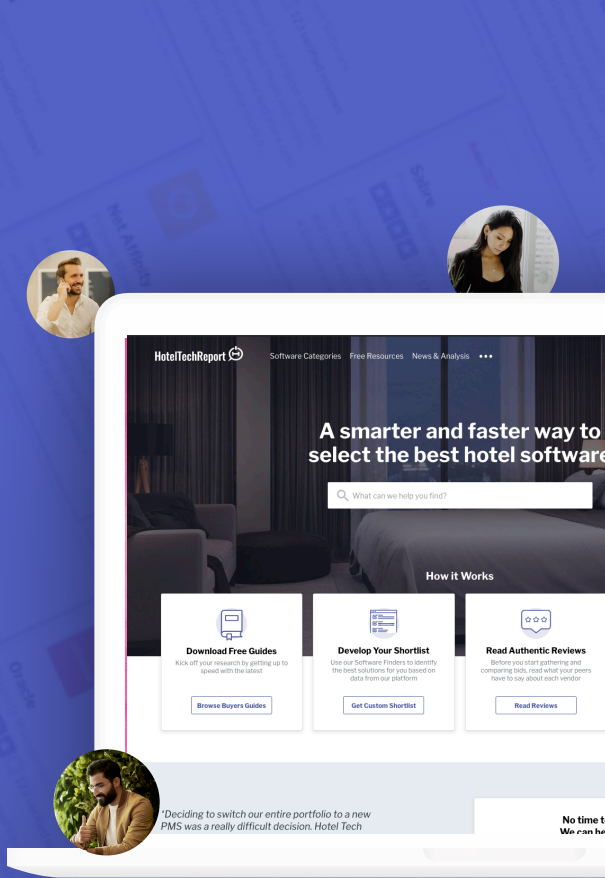 Sabre
Net Affinity
HotelTechReport
Software Categories Free Resources News & Analysis •••
A smarter and faster way to
select the best hotel software
What can we help you find?
How it Works
Download Free Guides
Kick off your research by getting up to
speed with the latest
Browse Buyers Guides
Develop Your Shortlist
Use our Software Finders to identify
the best solutions for you based on
data from our platform
Get Custom Shortlist
Read Authentic Reviews
Before you start gathering and
comparing bids, read what your peers
have to say about each vendor
Read Reviews
Oracle
"Deciding to switch our entire portfolio to a new
PMS was a really difficult decision. Hotel Tech
No time
We can